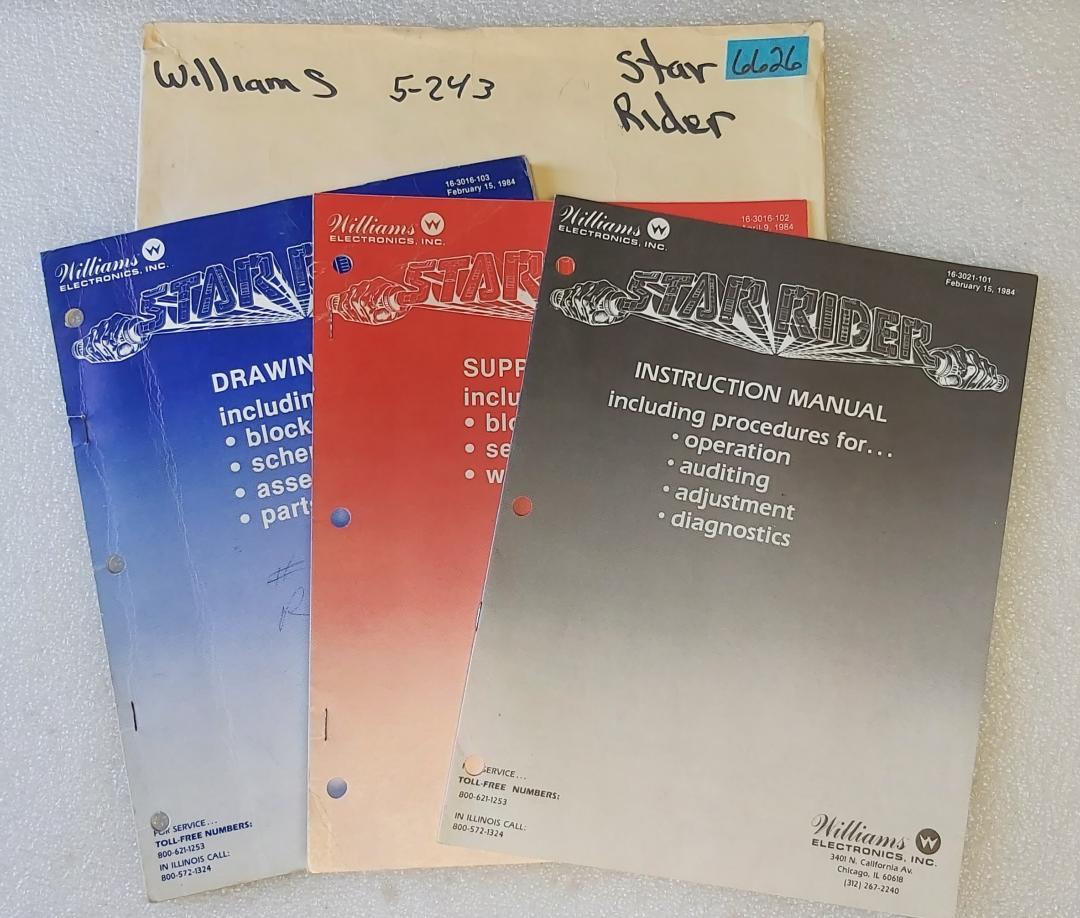 Williams 5-243 Star 6626
Rider
16-3016-103
February 15, 1984
Williams W
ELECTRONICS, INC.
STAR R
DRAWIN
includin
• block
• sche
• asse
• part
#
R
FOR SERVICE...
TOLL-FREE NUMBERS:
800-621-1253
IN ILLINOIS CALL:
800-572-1324
16-3016-102
April 9, 1984
Williams W
ELECTRONICS, INC.
STAR
SUPP
inclu
• blo
• se
• w
16-3021-101
February 15, 1984
Williams W
ELECTRONICS, INC.
STAR RIDER
INSTRUCTION MANUAL
including procedures for...
• operation
• auditing
• adjustment
• diagnostics
SERVICE...
TOLL-FREE NUMBERS:
800-621-1253
IN ILLINOIS CALL:
800-572-1324
Williams W
ELECTRONICS, INC.
3401 N. California Av.
Chicago, IL 60618
(312) 267-2240